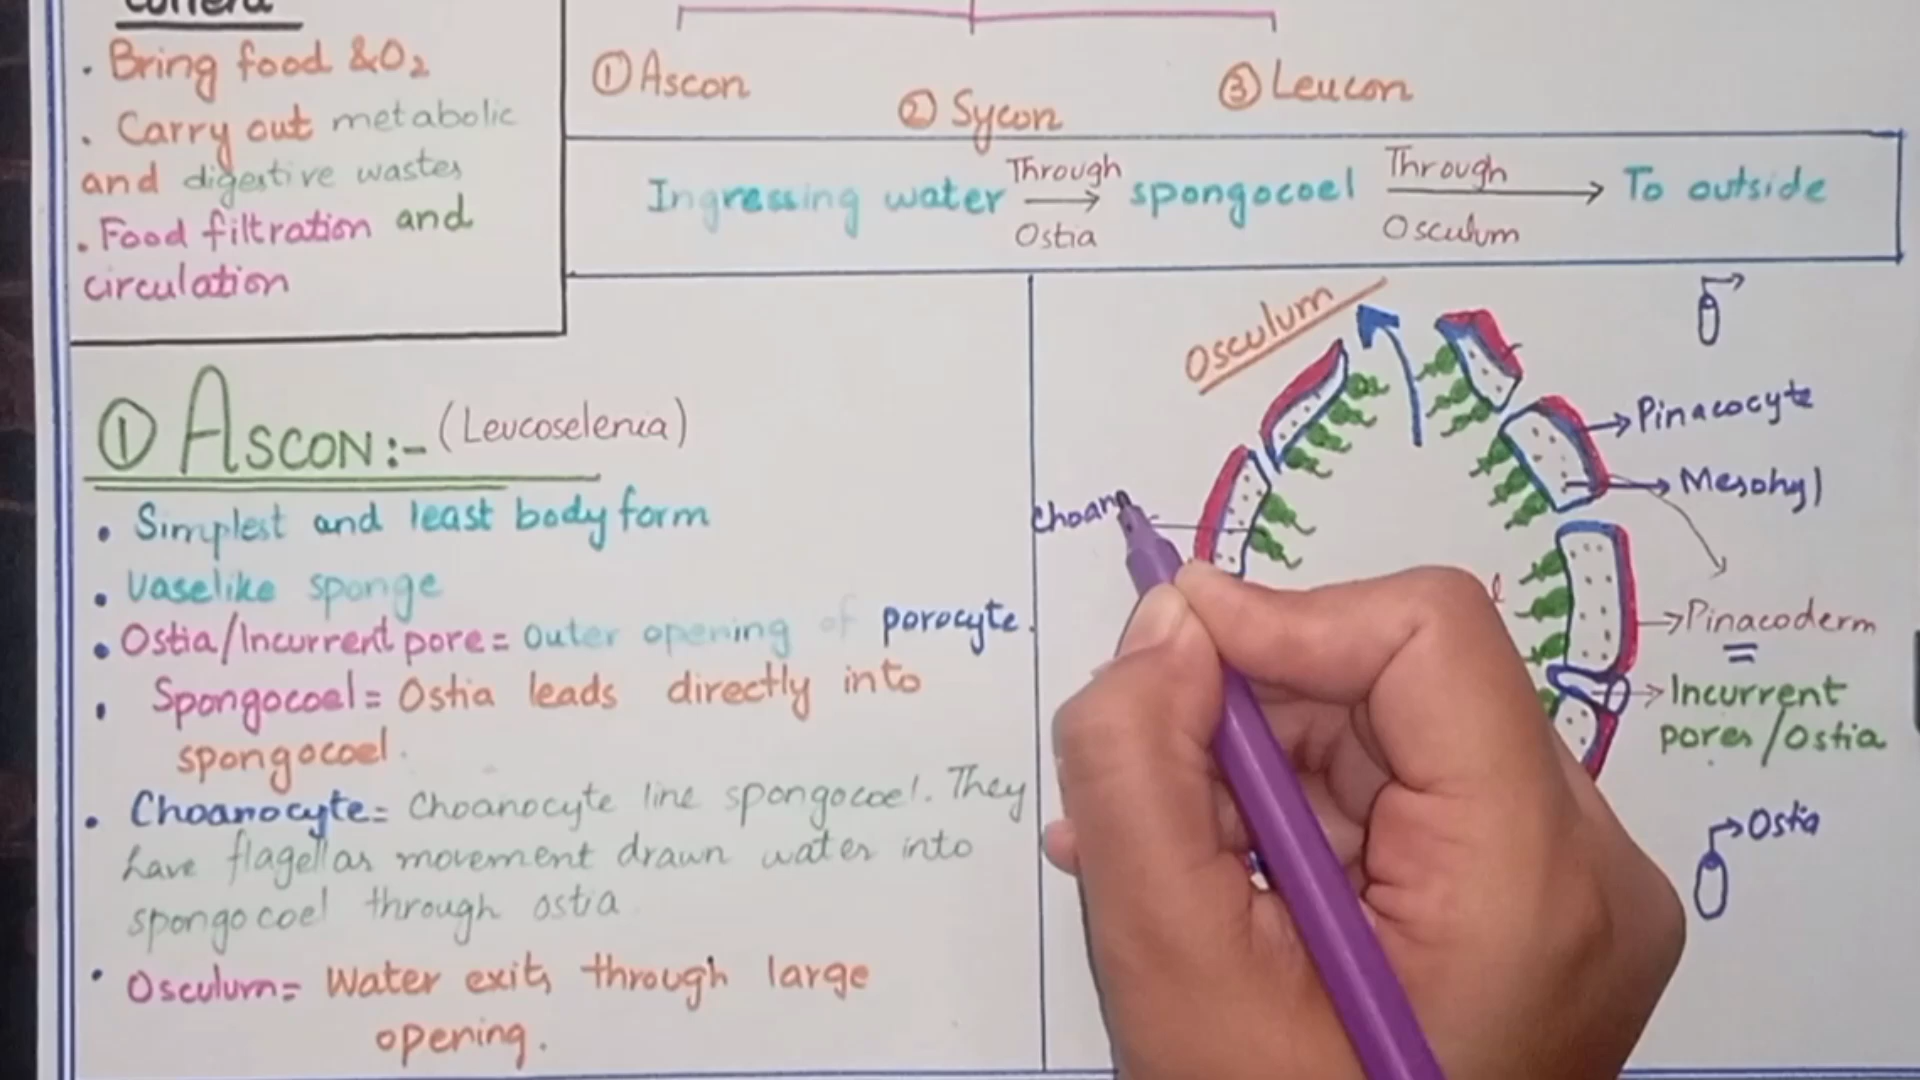 · Bring food & O₂
· Carry out metabolic
and digestive wastes
· Food filtration and
circulation
① Ascon
② Sycon
③ Leucon
Ingressing water Through Ostia → spongocoel Through Osculum → To outside
① ASCON:- (Leucoselenia)
• Simplest and least body form
• Vaselike sponge
• Ostia/Incurrent pore = outer opening of porocyte.
• Spongocoel = Ostia leads directly into
spongocoel.
• Choanocyte = Choanocyte line spongocoel. They
have flagellar movement drawn water into
spongocoel through ostia
• Osculum = Water exits through large
opening.
Osculum
Choano
→ Pinacocyte
→ Mesohyl
→ Pinacoderm
→ Incurrent
pores/Ostia
→ Ostia